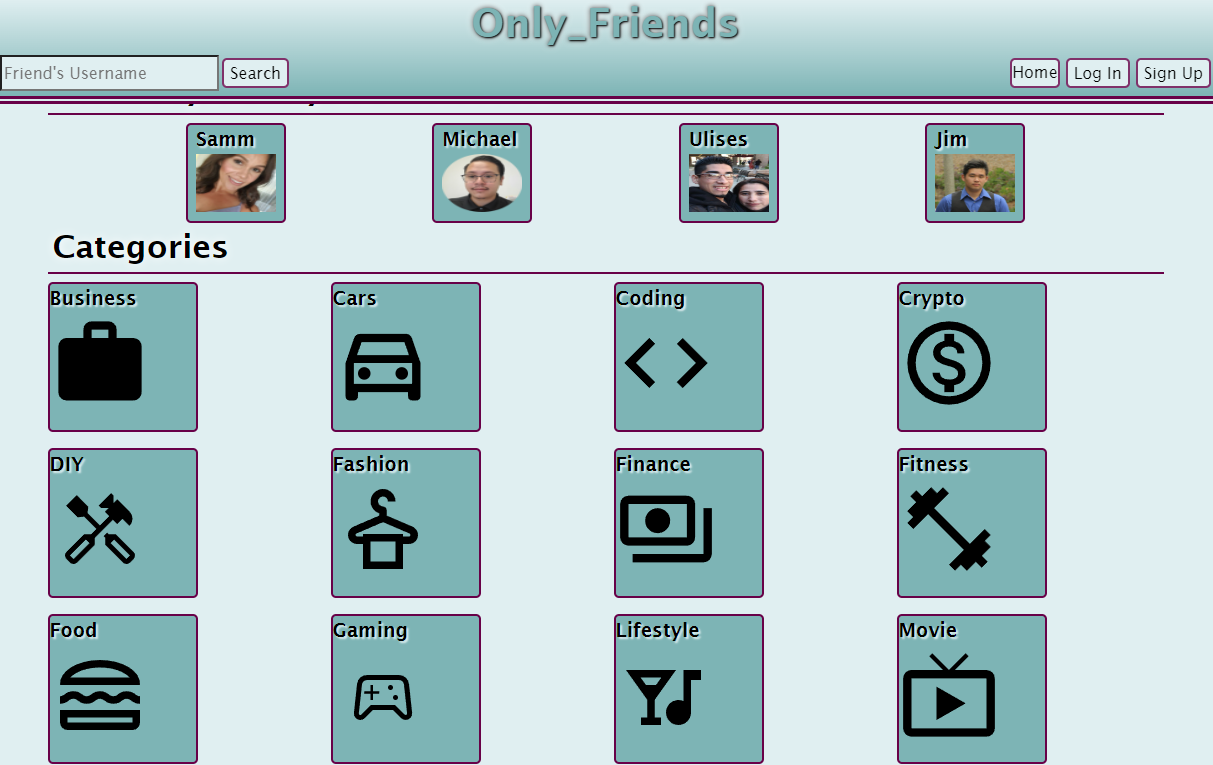 Only_Friends
Friend's Username Search Home Log In Sign Up
Samm Michael Ulises Jim
Categories
Business Cars Coding Crypto
DIY Fashion Finance Fitness
Food Gaming Lifestyle Movie